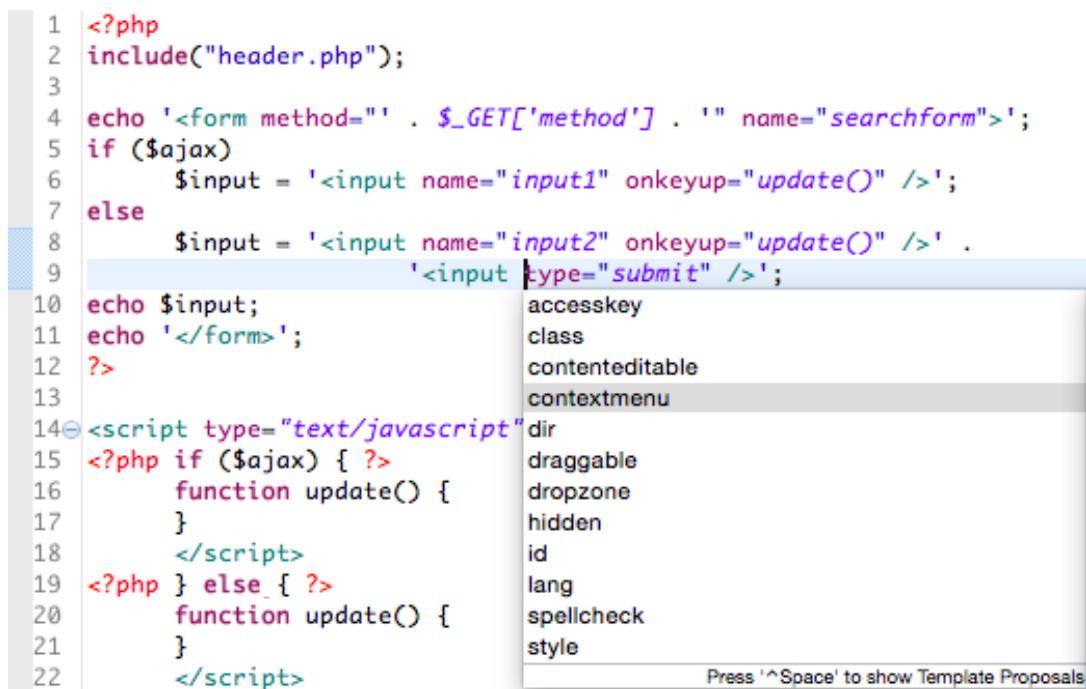 1 <?php
2 include("header.php");
3
4 echo '<form method="' . $_GET['method'] . '" name="searchform">';
5 if ($ajax)
6 $input = '<input name="input1" onkeyup="update()" />';
7 else
8 $input = '<input name="input2" onkeyup="update()" />' .
9 '<input type="submit" />';
10 echo $input;
accesskey
11 echo '</form>';
class
12 ?>
contenteditable
13
contextmenu
14 <script type="text/javascript"
dir
15 <?php if ($ajax) { ?>
draggable
16 function update() {
dropzone
17 }
hidden
18 </script>
id
19 <?php } else { ?>
lang
20 function update() {
spellcheck
21 }
style
22 </script>
Press '^Space' to show Template Proposals